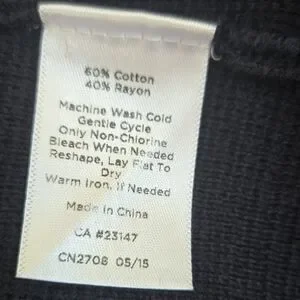 60% Cotton
40% Rayon
Machine Wash Cold
Gentle Cycle
Only Non-Chlorine
Bleach When Needed
Reshape, Lay Flat To
Dry
Warm Iron, If Needed
Made In China
CA #23147
CN2708 05/15